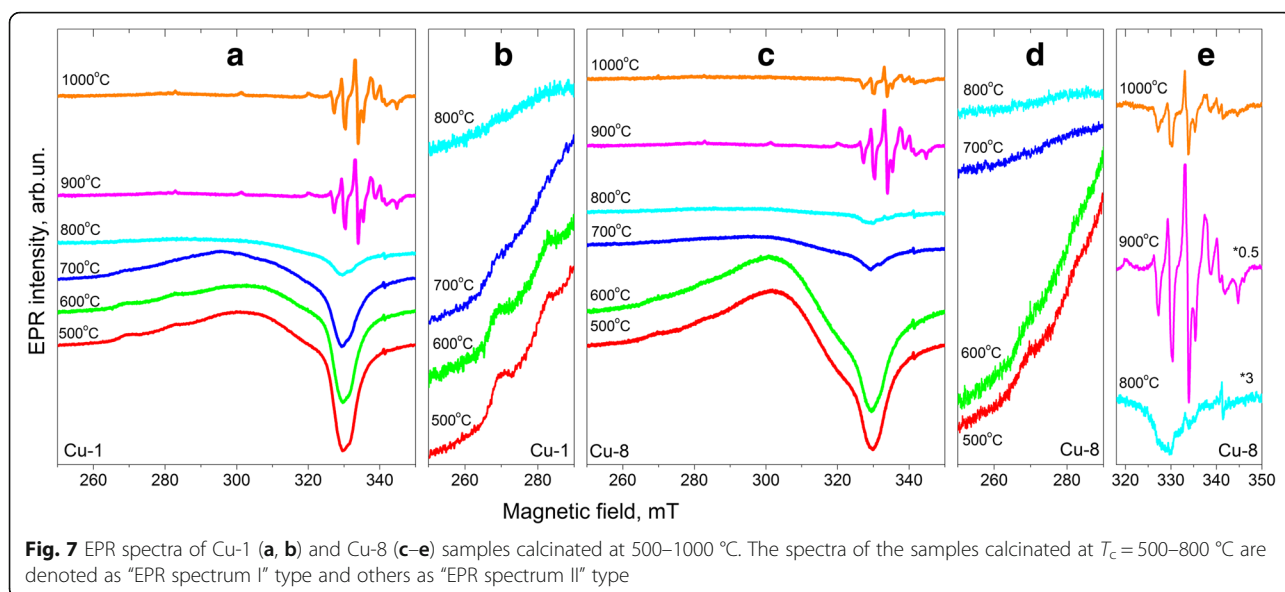 a
b
c
d
e
1000°C
900°C
800°C
700°C
600°C
500°C
Cu-1
800°C
700°C
600°C
500°C
Cu-1
1000°C
900°C
800°C
700°C
600°C
500°C
Cu-8
800°C
700°C
600°C
500°C
Cu-8
1000°C
900°C
*0.5
800°C
*3
Cu-8
EPR intensity, arb.un.
260 280 300 320 340 260 280 260 280 300 320 340 260 280 320 330 340 350
Magnetic field, mT
Fig. 7 EPR spectra of Cu-1 (a, b) and Cu-8 (c–e) samples calcinated at 500–1000 °C. The spectra of the samples calcinated at Tc = 500–800 °C are
denoted as “EPR spectrum I” type and others as “EPR spectrum II” type